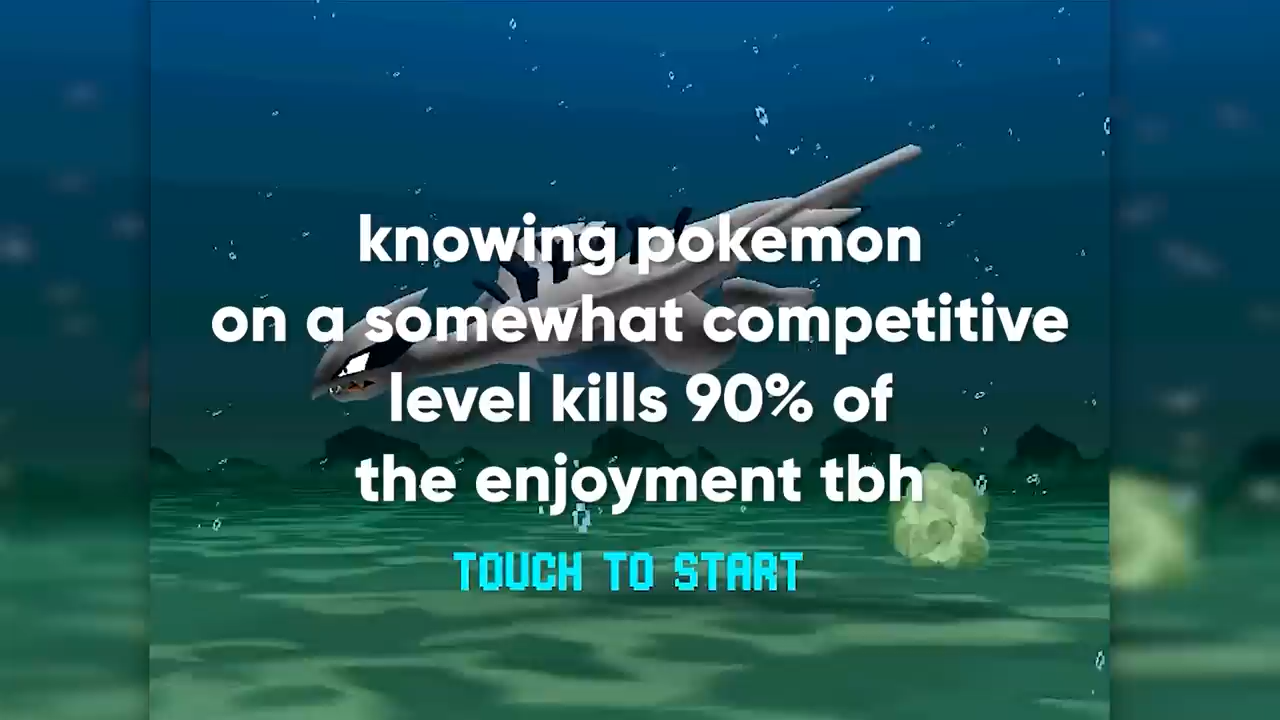 knowing pokemon
on a somewhat competitive
level kills 90% of
the enjoyment tbh
TOUCH TO START